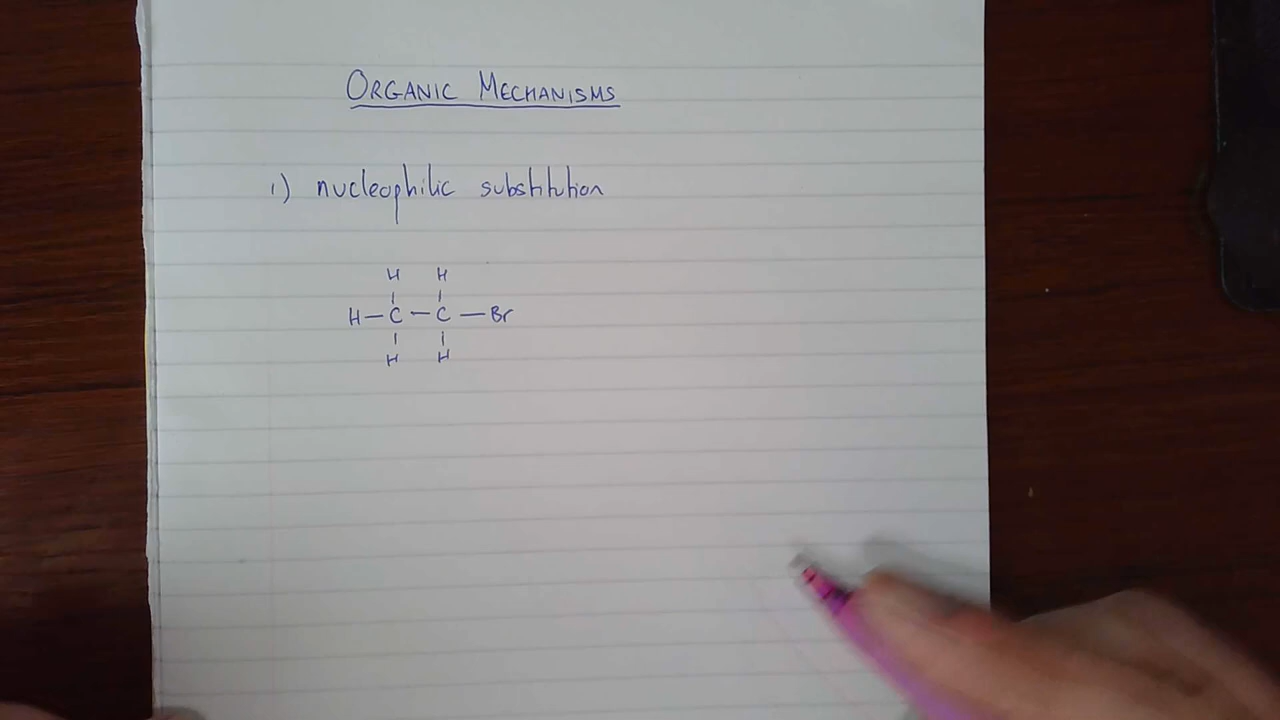 ORGANIC MECHANISMS
1) nucleophilic substitution
H H
H-C-C-Br
H H